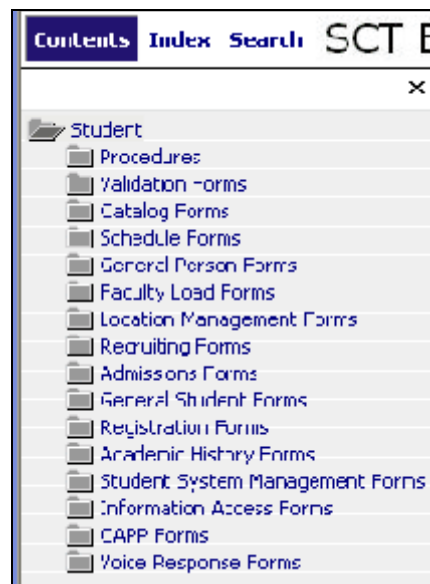 Contents Index Search SCT
Student
Procedures
Validation Forms
Catalog Forms
Schedule Forms
General Person Forms
Faculty Load Forms
Location Management Forms
Recruiting Forms
Admissions Forms
General Student Forms
Registration Forms
Academic History Forms
Student System Management Forms
Information Access Forms
CAPP Forms
Voice Response Forms